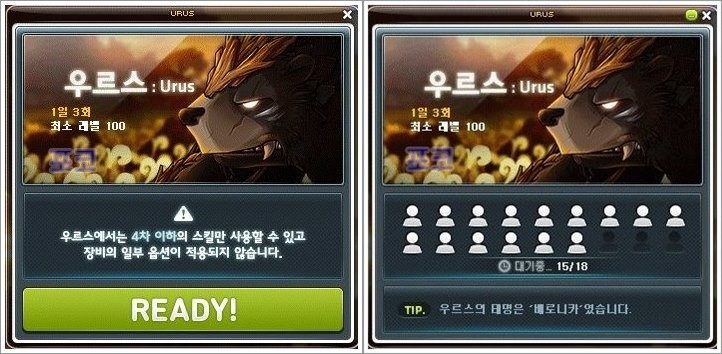 URUS
우르스 : Urus
1일 3회
최소 레벨 100
우르스에서는 4차 이하의 스킬만 사용할 수 있고
장비의 일부 옵션이 적용되지 않습니다.
READY!
URUS
우르스 : Urus
1일 3회
최소 레벨 100
대기중... 15/18
TIP. 우르스의 태명은 '베로니카'였습니다.